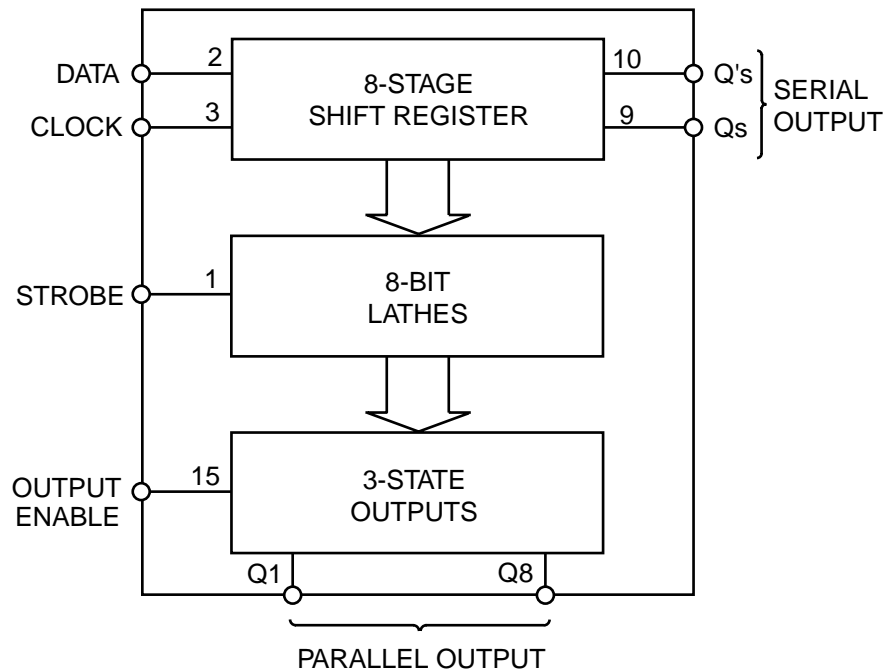 DATA
2
8-STAGE
SHIFT REGISTER
10
Q's
SERIAL
OUTPUT
CLOCK
3
9
Qs
STROBE
1
8-BIT
LATHES
OUTPUT
ENABLE
15
3-STATE
OUTPUTS
Q1
Q8
PARALLEL OUTPUT